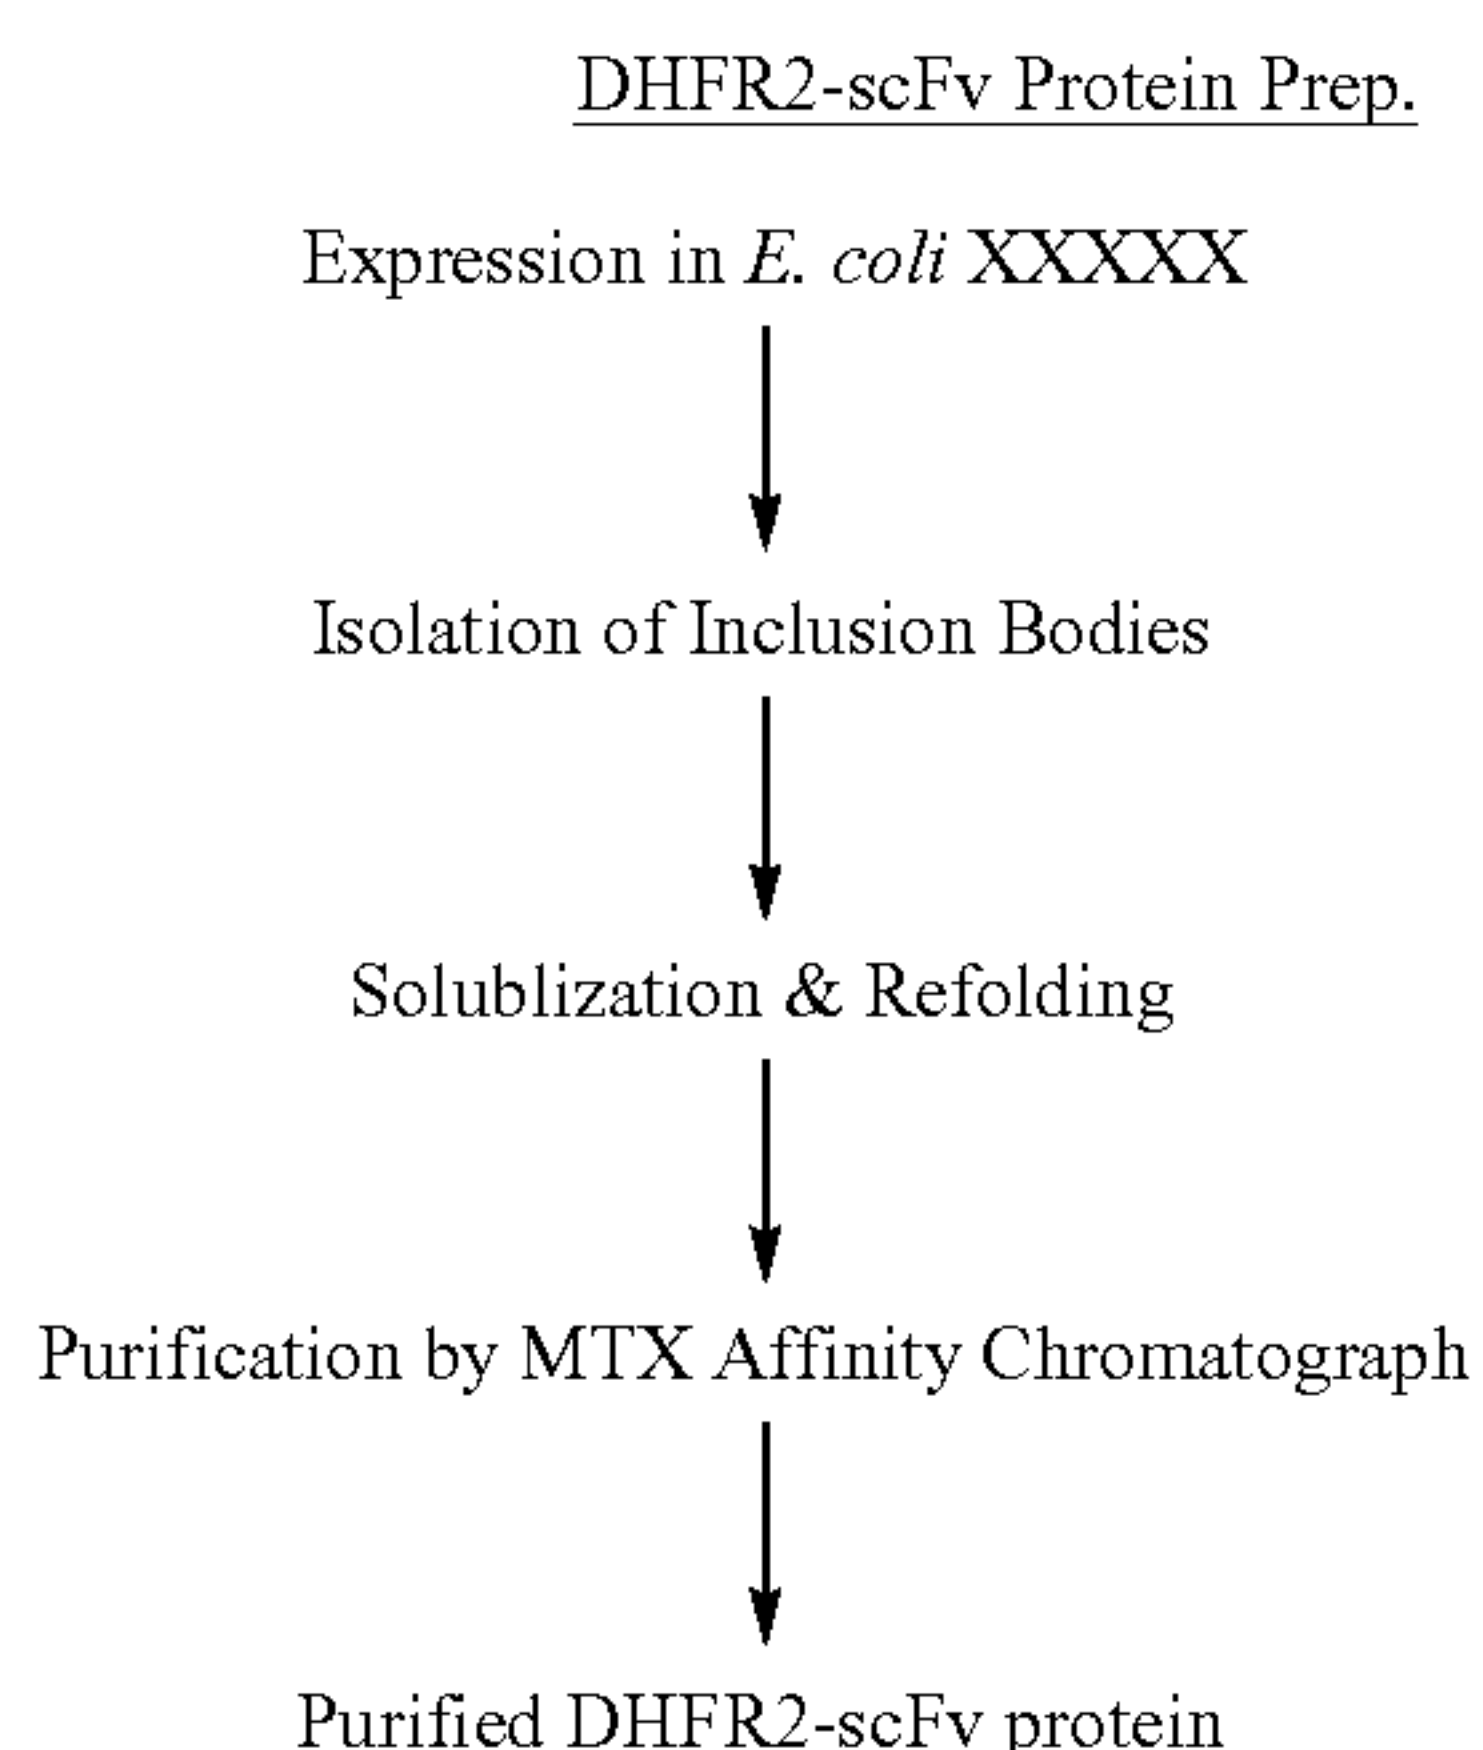 DHFR2-scFv Protein Prep.
Expression in E. coli XXXXX
Isolation of Inclusion Bodies
Solublization & Refolding
Purification by MTX Affinity Chromatograph
Purified DHFR2-scFv protein